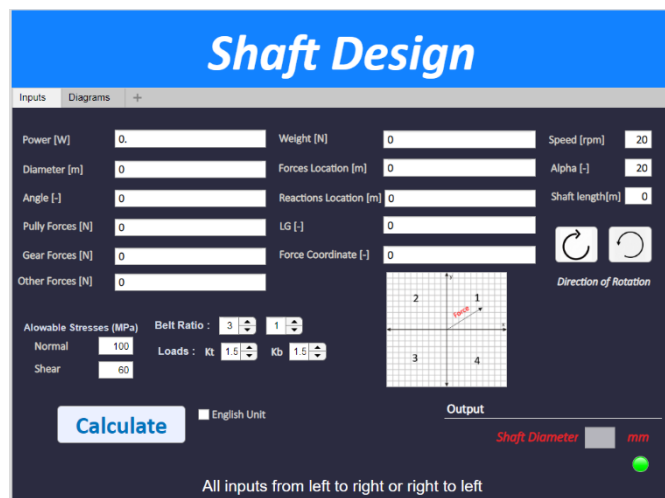 Shaft Design
Inputs Diagrams +
Power [W] 0. Weight [N] 0 Speed [rpm] 20
Diameter [m] 0 Forces Location [m] 0 Alpha [-] 20
Angle [-] 0 Reactions Location [m] 0 Shaft length[m] 0
Pully Forces [N] 0 LG [-] 0
Gear Forces [N] 0 Force Coordinate [-] 0
Other Forces [N] 0 Direction of Rotation
y
2 1
Force
x
3 4
Alowable Stresses (MPa) Belt Ratio : 3 1
Normal 100 Loads : Kt 1.5 Kb 1.5
Shear 60
Calculate English Unit Output
Shaft Diameter mm
All inputs from left to right or right to left